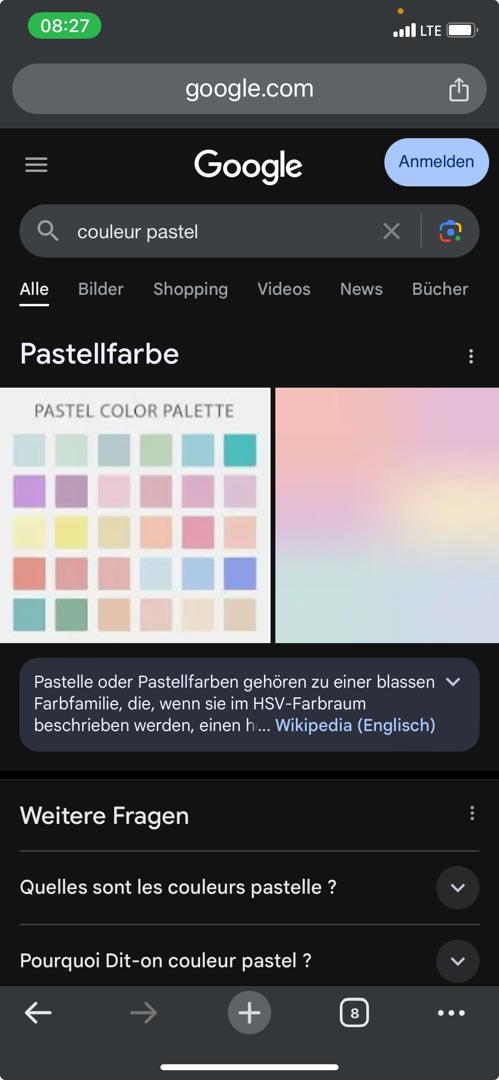 08:27
LTE
google.com
Google
Anmelden
couleur pastel
Alle Bilder Shopping Videos News Bücher
Pastellfarbe
PASTEL COLOR PALETTE
Pastelle oder Pastellfarben gehören zu einer blassen
Farbfamilie, die, wenn sie im HSV-Farbraum
beschrieben werden, einen h... Wikipedia (Englisch)
Weitere Fragen
Quelles sont les couleurs pastelle ?
Pourquoi Dit-on couleur pastel ?
8